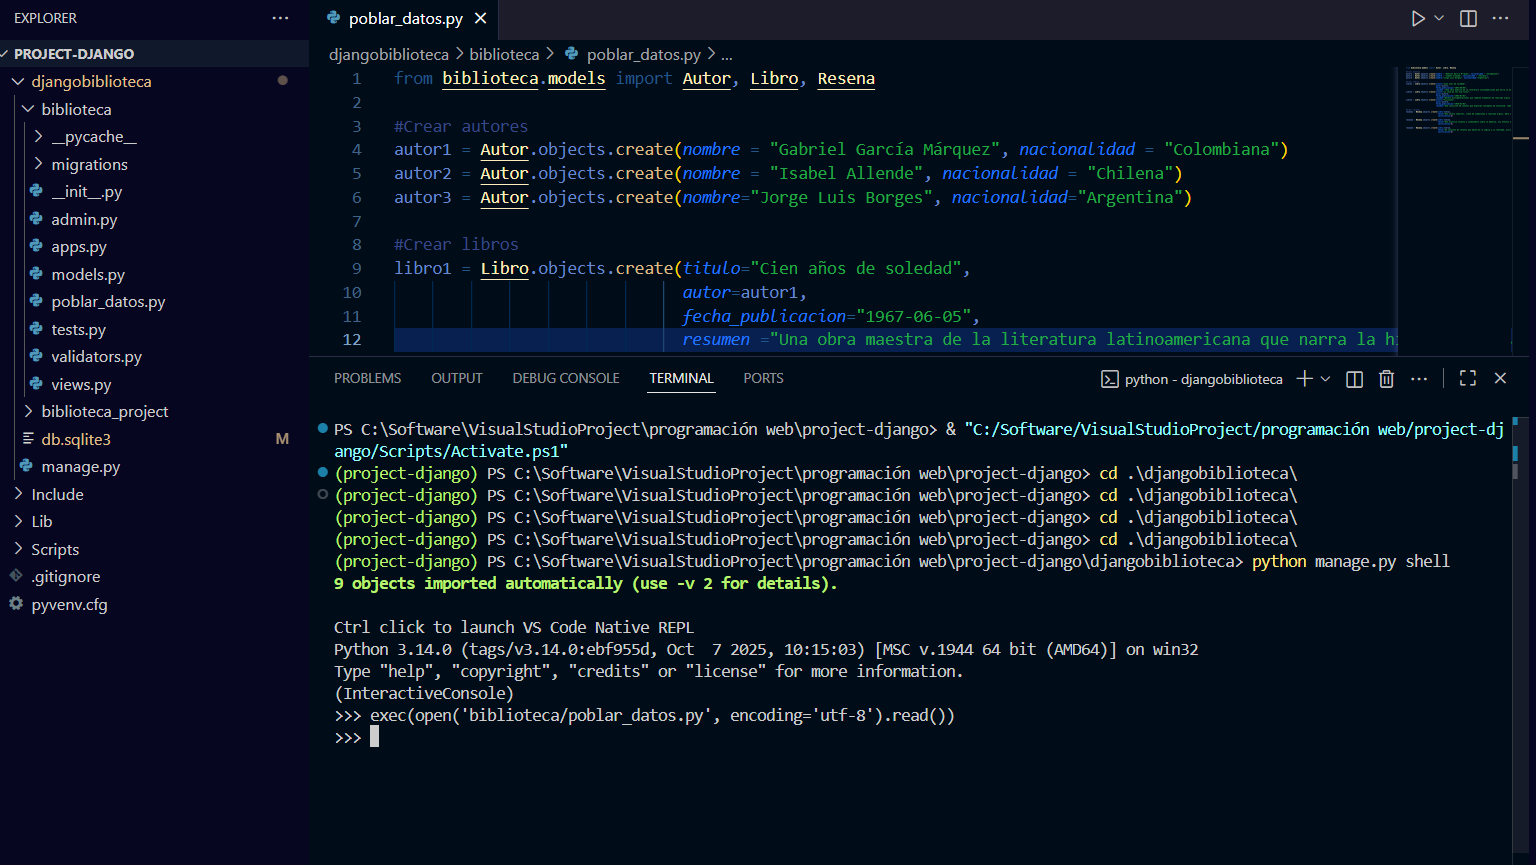 EXPLORER
PROJECT-DJANGO
djangobiblioteca
biblioteca
__pycache__
migrations
__init__.py
admin.py
apps.py
models.py
poblar_datos.py
tests.py
validators.py
views.py
biblioteca_project
db.sqlite3 M
manage.py
Include
Lib
Scripts
.gitignore
pyvenv.cfg
poblar_datos.py
djangobiblioteca > biblioteca > poblar_datos.py > ...
1 from biblioteca.models import Autor, Libro, Resena
2
3 #Crear autores
4 autor1 = Autor.objects.create(nombre = "Gabriel García Márquez", nacionalidad = "Colombiana")
5 autor2 = Autor.objects.create(nombre = "Isabel Allende", nacionalidad = "Chilena")
6 autor3 = Autor.objects.create(nombre="Jorge Luis Borges", nacionalidad="Argentina")
7
8 #Crear libros
9 libro1 = Libro.objects.create(titulo="Cien años de soledad",
10 autor=autor1,
11 fecha_publicacion="1967-06-05",
12 resumen ="Una obra maestra de la literatura latinoamericana que narra la hi
PROBLEMS OUTPUT DEBUG CONSOLE TERMINAL PORTS
python - djangobiblioteca
PS C:\Software\VisualStudioProject\programación web\project-django> & "C:/Software/VisualStudioProject/programación web/project-dj
ango/Scripts/Activate.ps1"
(project-django) PS C:\Software\VisualStudioProject\programación web\project-django> cd .\djangobiblioteca\
(project-django) PS C:\Software\VisualStudioProject\programación web\project-django> cd .\djangobiblioteca\
(project-django) PS C:\Software\VisualStudioProject\programación web\project-django> cd .\djangobiblioteca\
(project-django) PS C:\Software\VisualStudioProject\programación web\project-django> cd .\djangobiblioteca\
(project-django) PS C:\Software\VisualStudioProject\programación web\project-django\djangobiblioteca> python manage.py shell
9 objects imported automatically (use -v 2 for details).
Ctrl click to launch VS Code Native REPL
Python 3.14.0 (tags/v3.14.0:ebf955d, Oct  7 2025, 10:15:03) [MSC v.1944 64 bit (AMD64)] on win32
Type "help", "copyright", "credits" or "license" for more information.
(InteractiveConsole)
>>> exec(open('biblioteca/poblar_datos.py', encoding='utf-8').read())
>>>